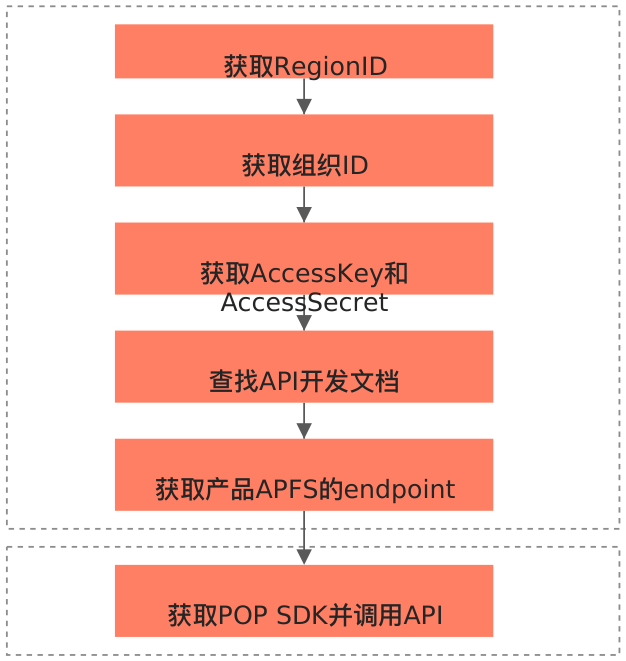 获取RegionID
获取组织ID
获取AccessKey和
AccessSecret
查找API开发文档
获取产品APFS的endpoint
获取POP SDK并调用API